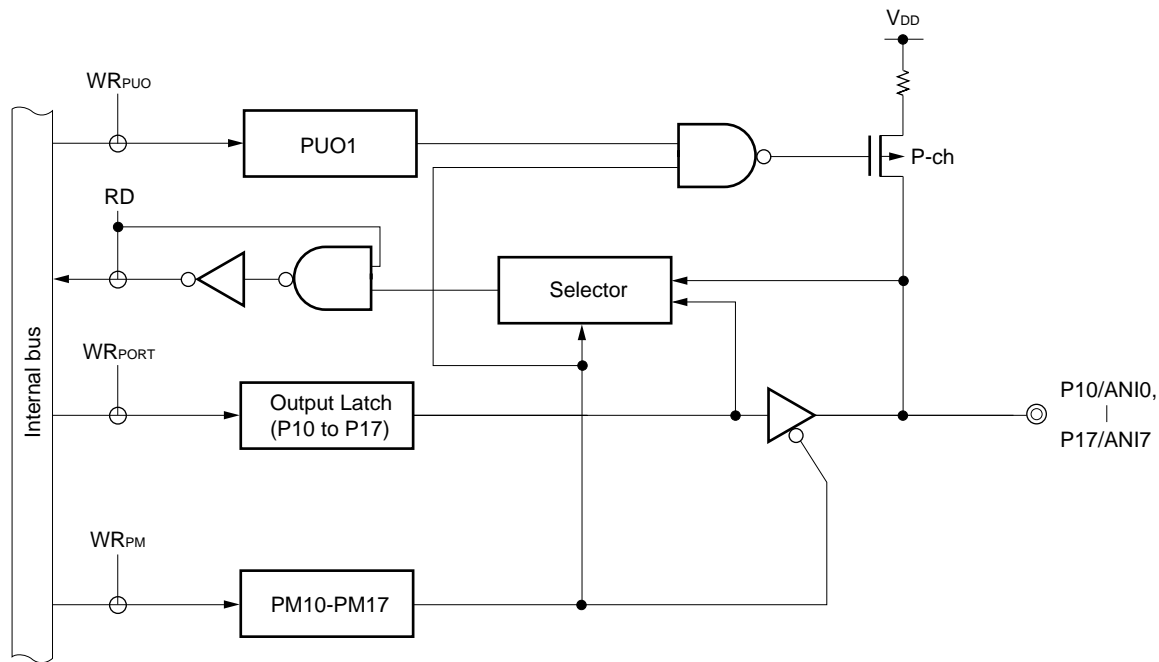 VDD
WRPUO
PUO1
P-ch
RD
Selector
Internal bus
WRPORT
Output Latch
(P10 to P17)
P10/ANI0,
P17/ANI7
WRPM
PM10-PM17